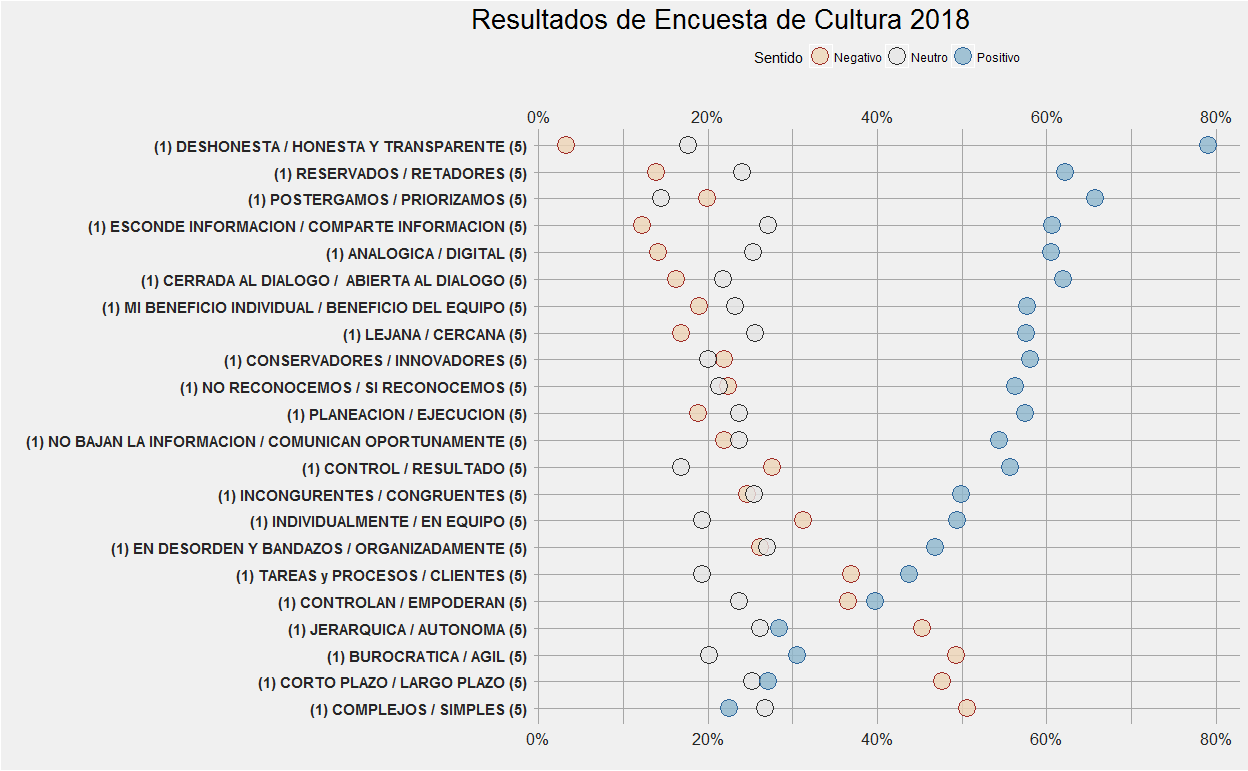 Resultados de Encuesta de Cultura 2018
Sentido Negativo Neutro Positivo
0% 20% 40% 60% 80%
(1) DESHONESTA / HONESTA Y TRANSPARENTE (5)
(1) RESERVADOS / RETADORES (5)
(1) POSTERGAMOS / PRIORIZAMOS (5)
(1) ESCONDE INFORMACION / COMPARTE INFORMACION (5)
(1) ANALOGICA / DIGITAL (5)
(1) CERRADA AL DIALOGO /  ABIERTA AL DIALOGO (5)
(1) MI BENEFICIO INDIVIDUAL / BENEFICIO DEL EQUIPO (5)
(1) LEJANA / CERCANA (5)
(1) CONSERVADORES / INNOVADORES (5)
(1) NO RECONOCEMOS / SI RECONOCEMOS (5)
(1) PLANEACION / EJECUCION (5)
(1) NO BAJAN LA INFORMACION / COMUNICAN OPORTUNAMENTE (5)
(1) CONTROL / RESULTADO (5)
(1) INCONGURENTES / CONGRUENTES (5)
(1) INDIVIDUALMENTE / EN EQUIPO (5)
(1) EN DESORDEN Y BANDAZOS / ORGANIZADAMENTE (5)
(1) TAREAS y PROCESOS / CLIENTES (5)
(1) CONTROLAN / EMPODERAN (5)
(1) JERARQUICA / AUTONOMA (5)
(1) BUROCRATICA / AGIL (5)
(1) CORTO PLAZO / LARGO PLAZO (5)
(1) COMPLEJOS / SIMPLES (5)
0% 20% 40% 60% 80%